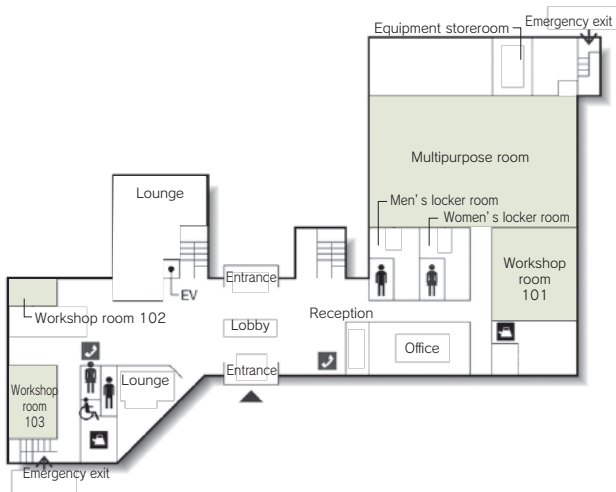 Equipment storeroom
Emergency exit
Multipurpose room
Lounge
Men's locker room
Women's locker room
Entrance
EV
Workshop
room
101
Workshop room 102
Reception
Lobby
Office
Entrance
Lounge
Workshop
room
103
Emergency exit